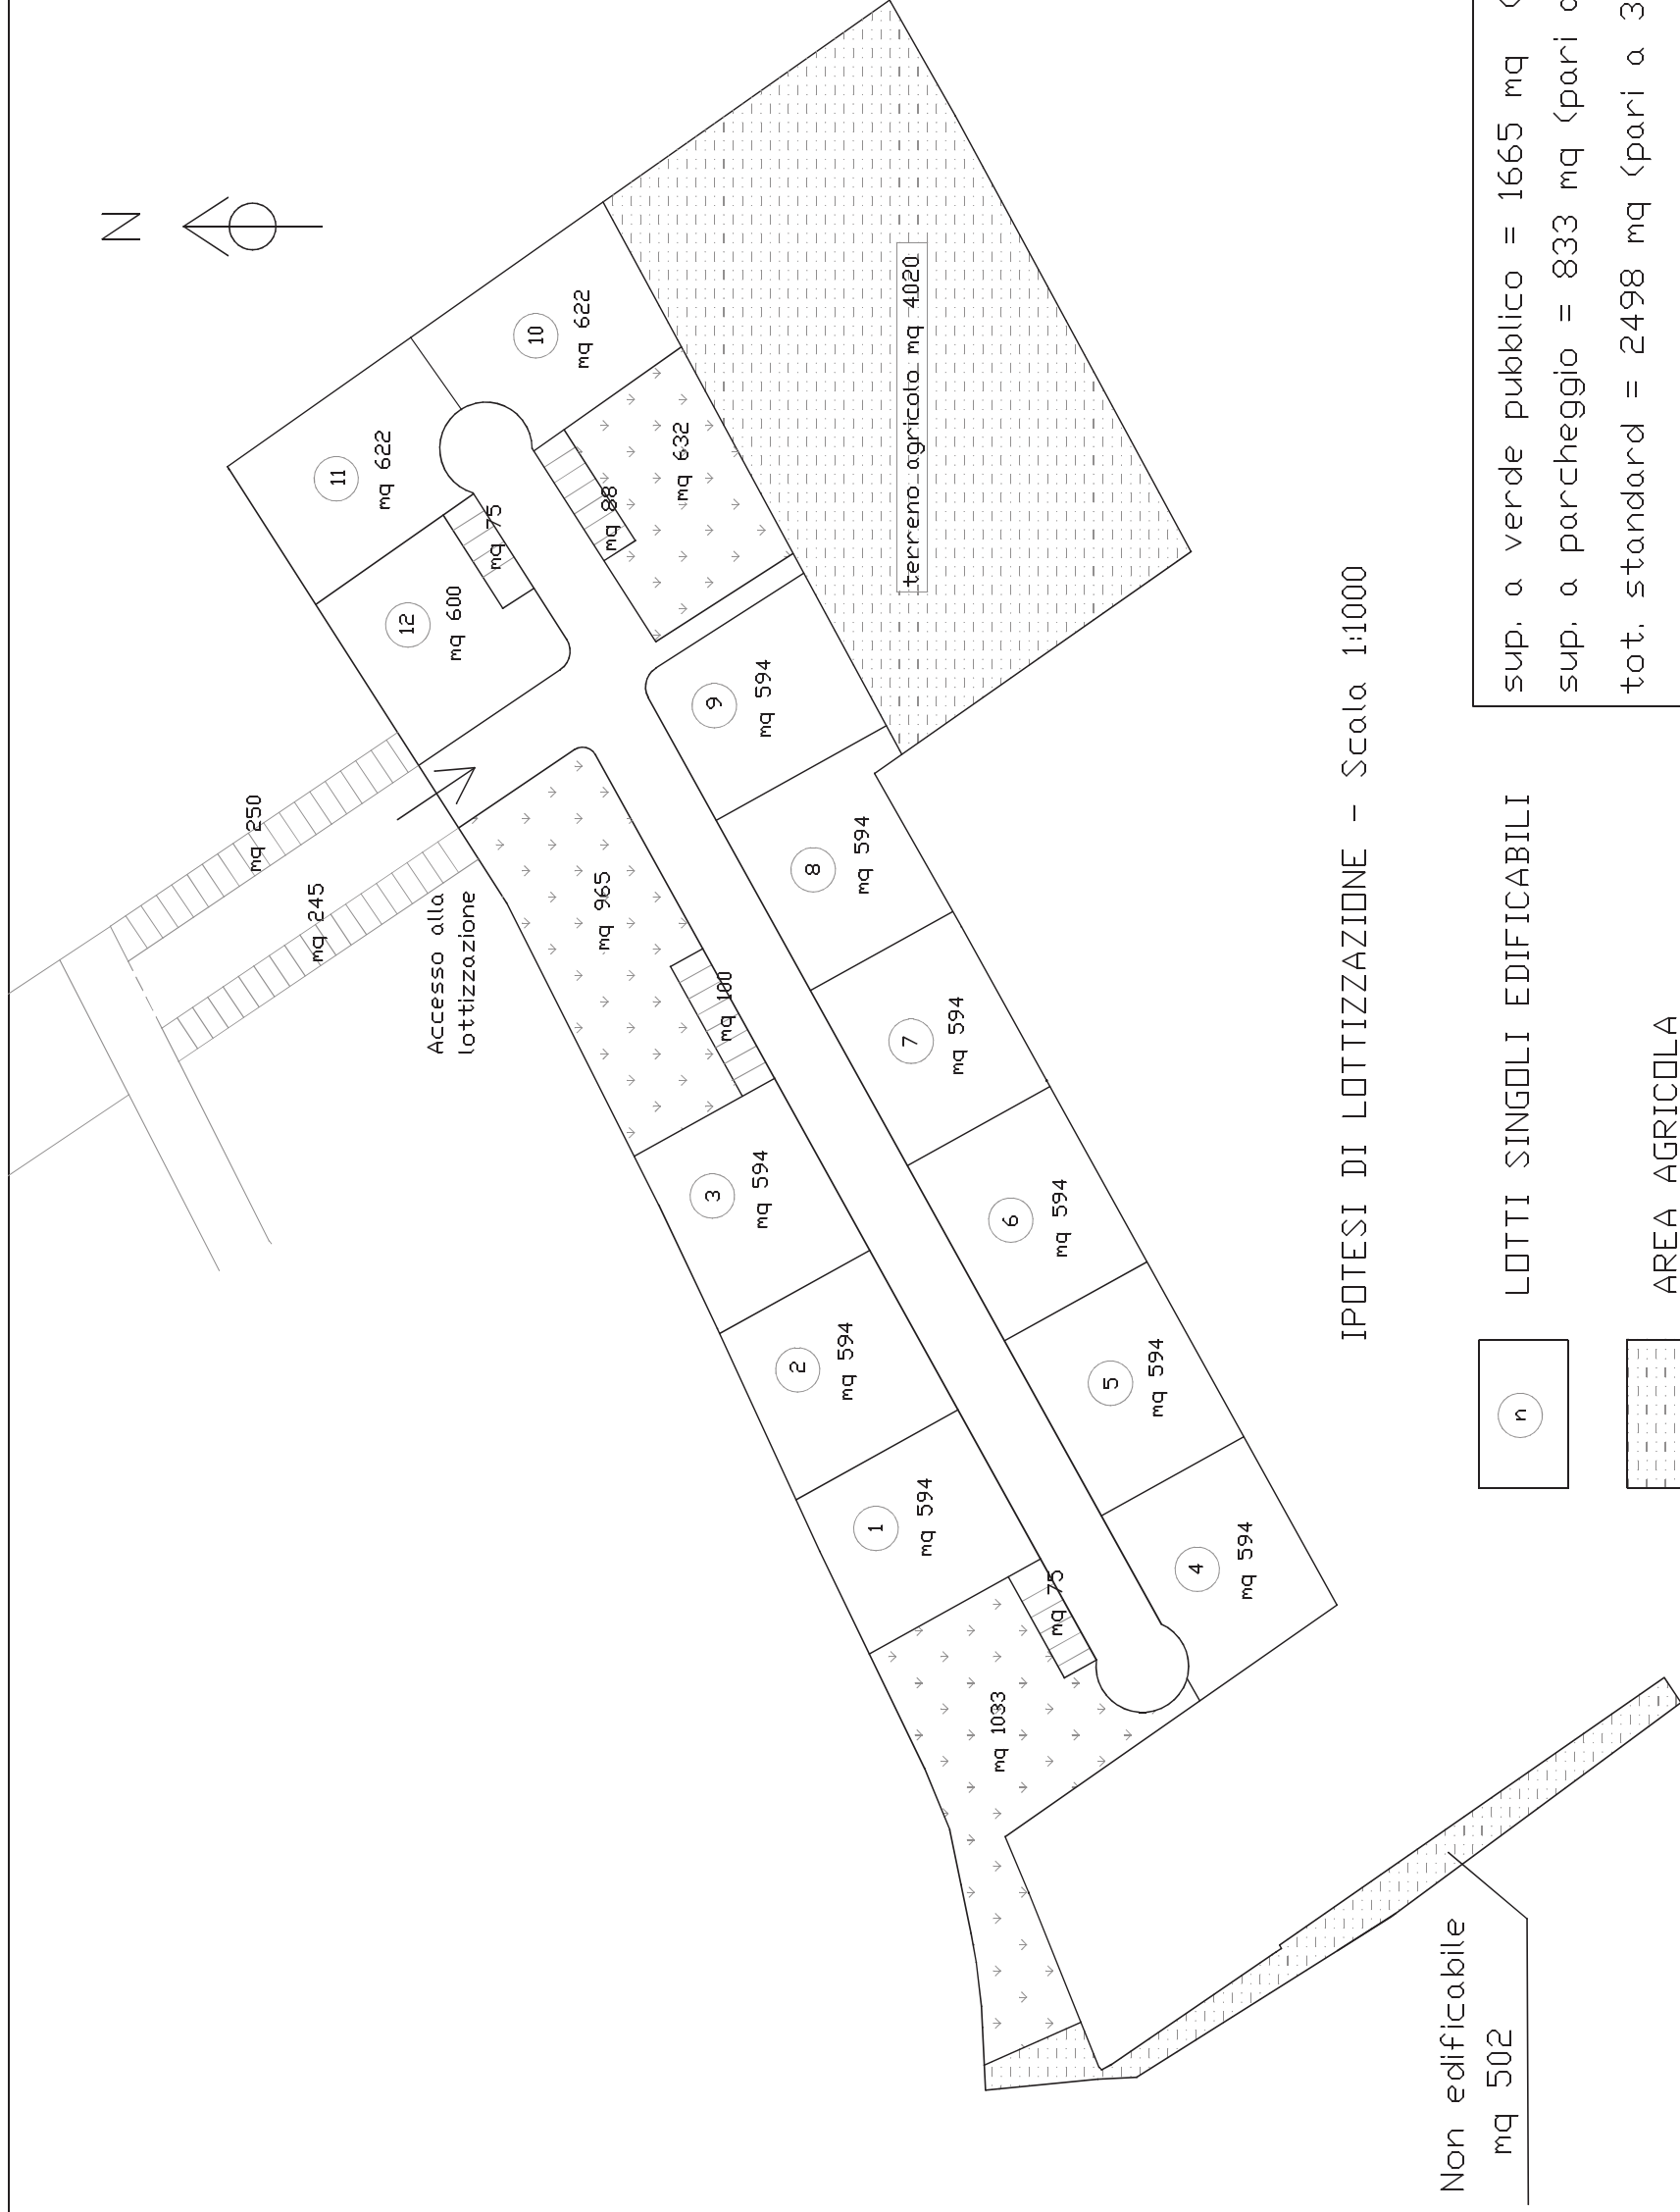 N
11
mq 622
10
mq 622
12
mq 600
mq 75
mq 88
mq 632
terreno agricolo mq 4020
9
mq 594
8
mq 594
7
mq 594
6
mq 594
5
mq 594
4
mq 594
mq 250
mq 245
Accesso alla
lottizzazione
mq 965
mq 100
3
mq 594
2
mq 594
1
mq 594
mq 75
mq 1033
Non edificabile
mq 502
IPOTESI DI LOTTIZZAZIONE - Scala 1:1000
n
LOTTI SINGOLI EDIFICABILI
AREA AGRICOLA
sup. a verde pubblico = 1665 mq (
sup. a parcheggio = 833 mq (pari a
tot. standard = 2498 mq (pari a 3